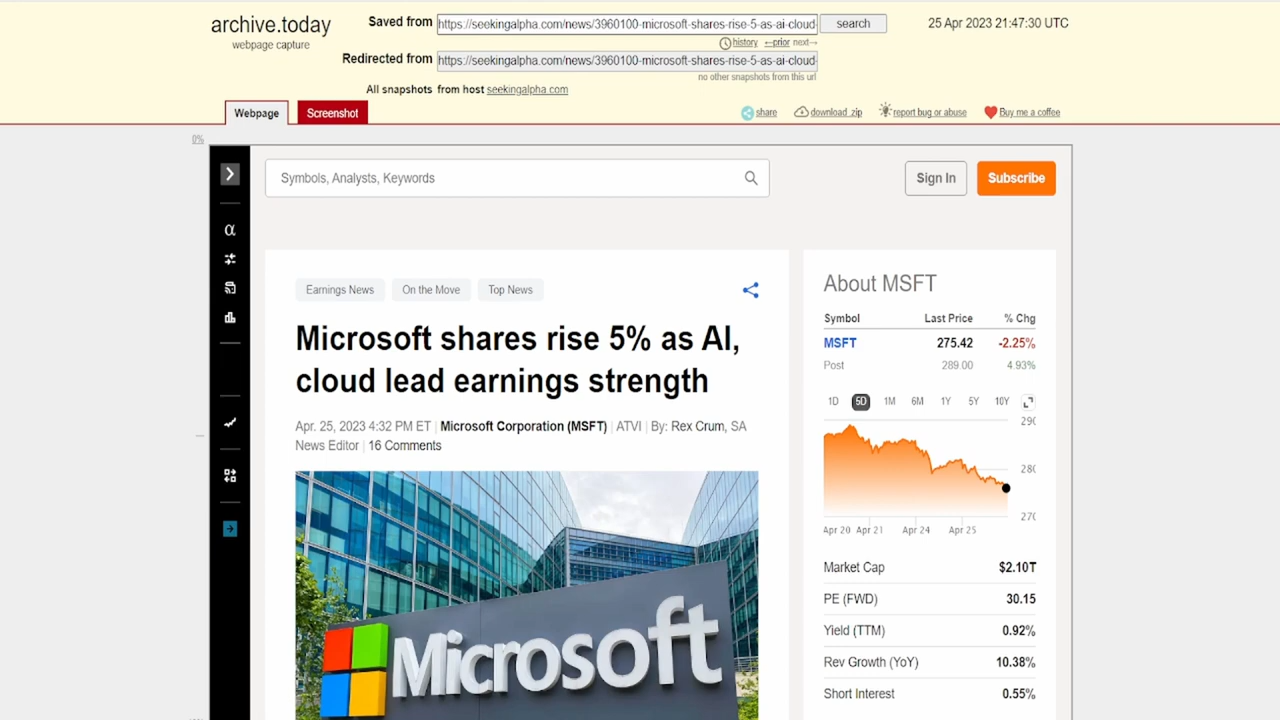 archive.today
webpage capture
Saved from
https://seekingalpha.com/news/3960100-microsoft-shares-rise-5-as-ai-cloud-
search
25 Apr 2023 21:47:30 UTC
history ←prior next→
Redirected from
https://seekingalpha.com/news/3960100-microsoft-shares-rise-5-as-ai-cloud-
no other snapshots from this url
All snapshots from host seekingalpha.com
Webpage
Screenshot
share
download .zip
report bug or abuse
Buy me a coffee
0%
Symbols, Analysts, Keywords
Sign In
Subscribe
α
Earnings News
On the Move
Top News
Microsoft shares rise 5% as AI,
cloud lead earnings strength
Apr. 25, 2023 4:32 PM ET | Microsoft Corporation (MSFT) | ATVI | By: Rex Crum, SA
News Editor | 16 Comments
Microsoft
About MSFT
Symbol Last Price % Chg
MSFT 275.42 -2.25%
Post 289.00 4.93%
1D 5D 1M 6M 1Y 5Y 10Y
Apr 20 Apr 21 Apr 24 Apr 25
Market Cap $2.10T
PE (FWD) 30.15
Yield (TTM) 0.92%
Rev Growth (YoY) 10.38%
Short Interest 0.55%